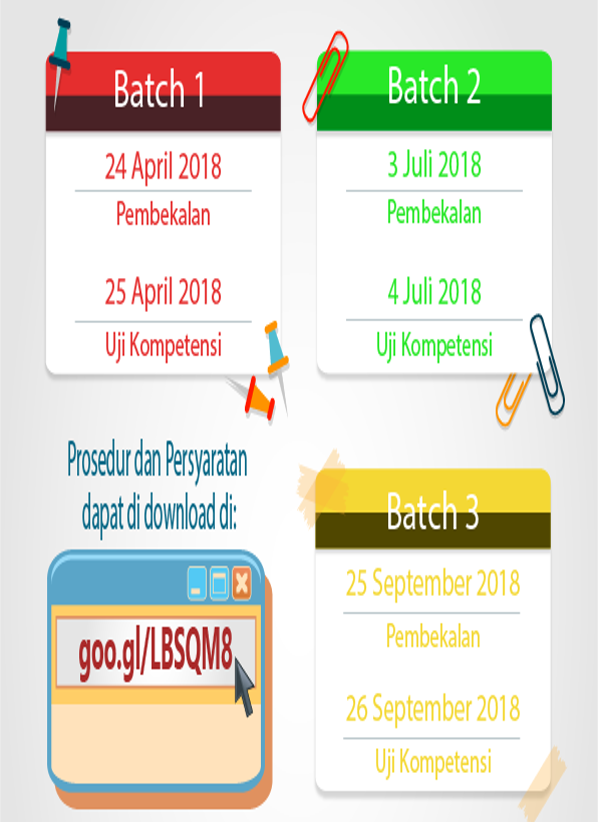 Batch 1
24 April 2018
Pembekalan
25 April 2018
Uji Kompetensi
Batch 2
3 Juli 2018
Pembekalan
4 Juli 2018
Uji Kompetensi
Prosedur dan Persyaratan
dapat di download di:
goo.gl/LBSQM8
Batch 3
25 September 2018
Pembekalan
26 September 2018
Uji Kompetensi